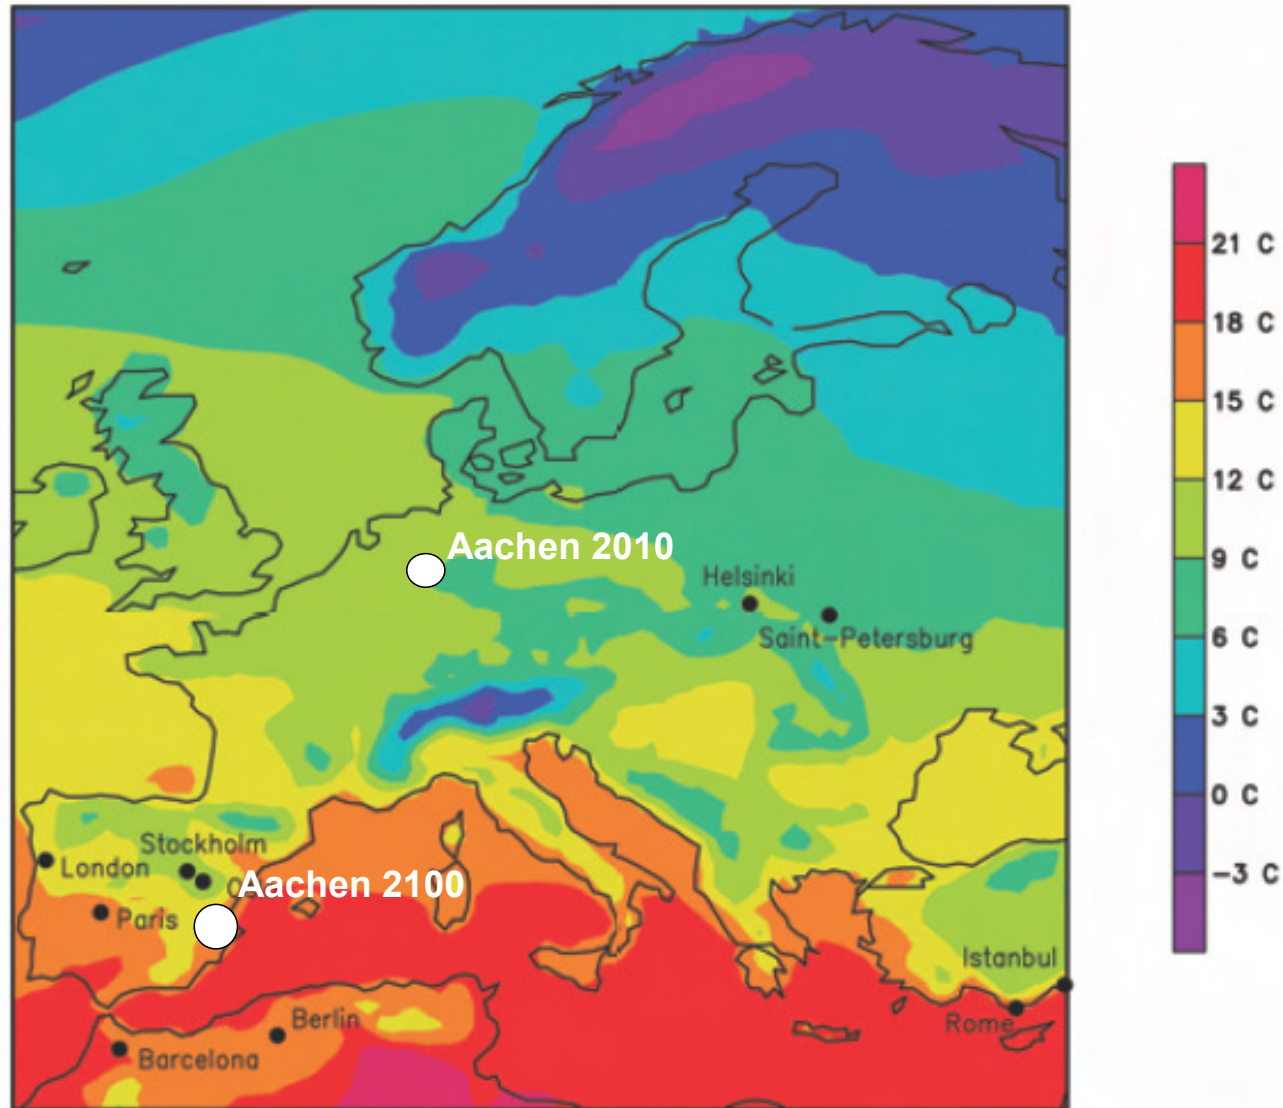 21 C
18 C
15 C
12 C
9 C
6 C
3 C
0 C
-3 C
Aachen 2010
Helsinki
Saint-Petersburg
Stockholm
London
Aachen 2100
Paris
Istanbul
Rome
Berlin
Barcelona